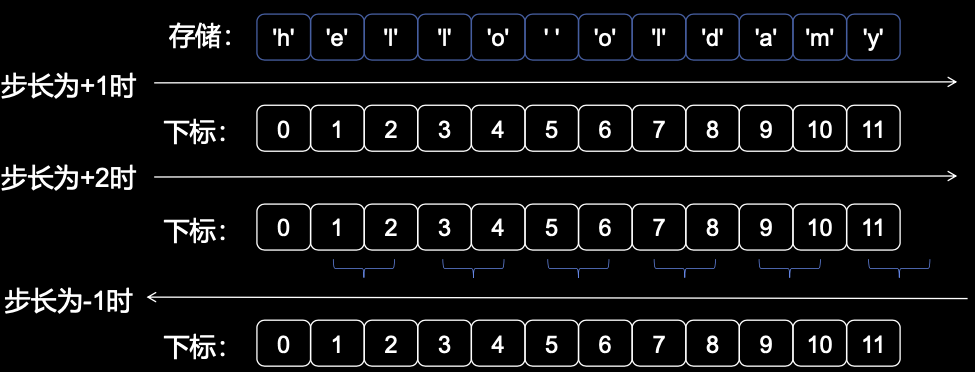 存储： 'h' 'e' 'l' 'l' 'o' ' ' 'o' 'l' 'd' 'a' 'm' 'y'
步长为+1时
下标： 0 1 2 3 4 5 6 7 8 9 10 11
步长为+2时
下标： 0 1 2 3 4 5 6 7 8 9 10 11
步长为-1时
下标： 0 1 2 3 4 5 6 7 8 9 10 11